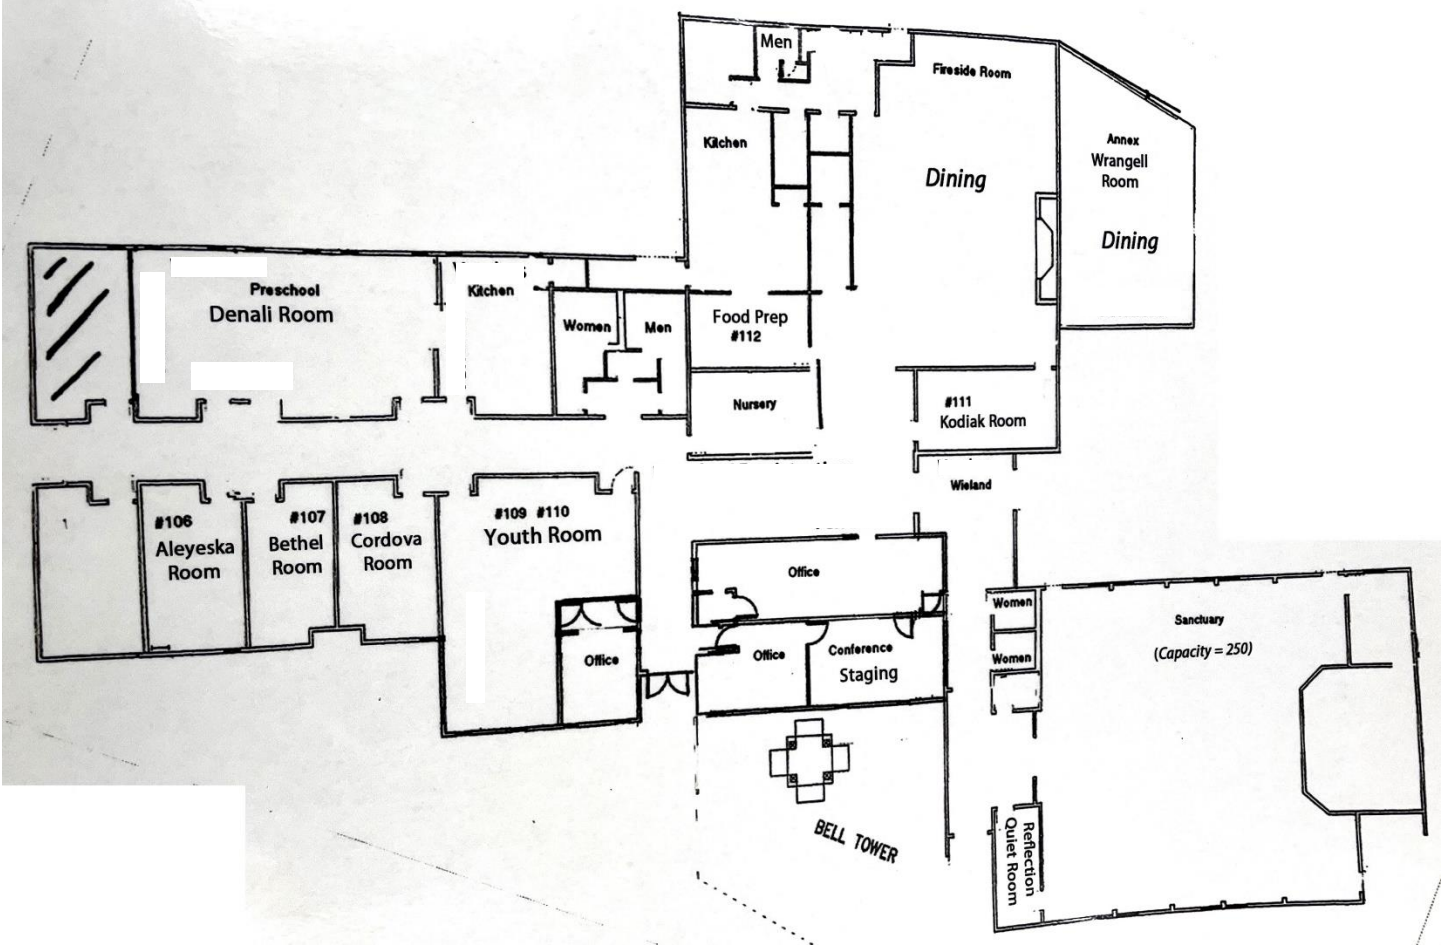 Men
Fireside Room
Kitchen
Annex
Wrangell
Room
Dining
Dining
Preschool
Denali Room
Kitchen
Women
Men
Food Prep
#112
Nursery
#111
Kodiak Room
Wieland
#106
Aleyeska
Room
#107
Bethel
Room
#108
Cordova
Room
#109 #110
Youth Room
Office
Office
Office
Conference
Staging
Women
Women
Sanctuary
(Capacity = 250)
BELL TOWER
Reflection
Quiet Room